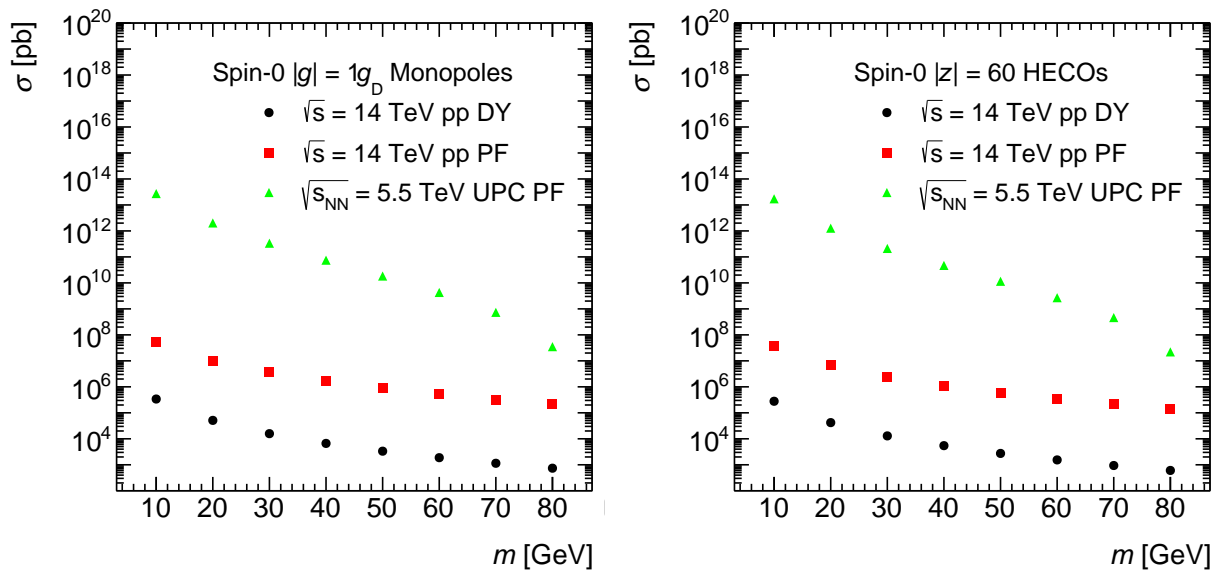 σ [pb]
10^20
10^18
10^16
10^14
10^12
10^10
10^8
10^6
10^4
Spin-0 |g| = 1g_D Monopoles
√s = 14 TeV pp DY
√s = 14 TeV pp PF
√s_NN = 5.5 TeV UPC PF
10 20 30 40 50 60 70 80
m [GeV]
σ [pb]
10^20
10^18
10^16
10^14
10^12
10^10
10^8
10^6
10^4
Spin-0 |z| = 60 HECOs
√s = 14 TeV pp DY
√s = 14 TeV pp PF
√s_NN = 5.5 TeV UPC PF
10 20 30 40 50 60 70 80
m [GeV]